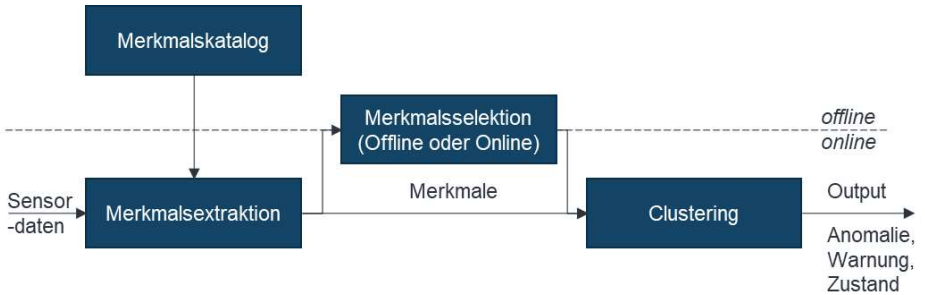 Merkmalskatalog
Merkmalsselektion
(Offline oder Online)
offline
online
Sensor
-daten
Merkmalsextraktion
Merkmale
Clustering
Output
Anomalie,
Warnung,
Zustand